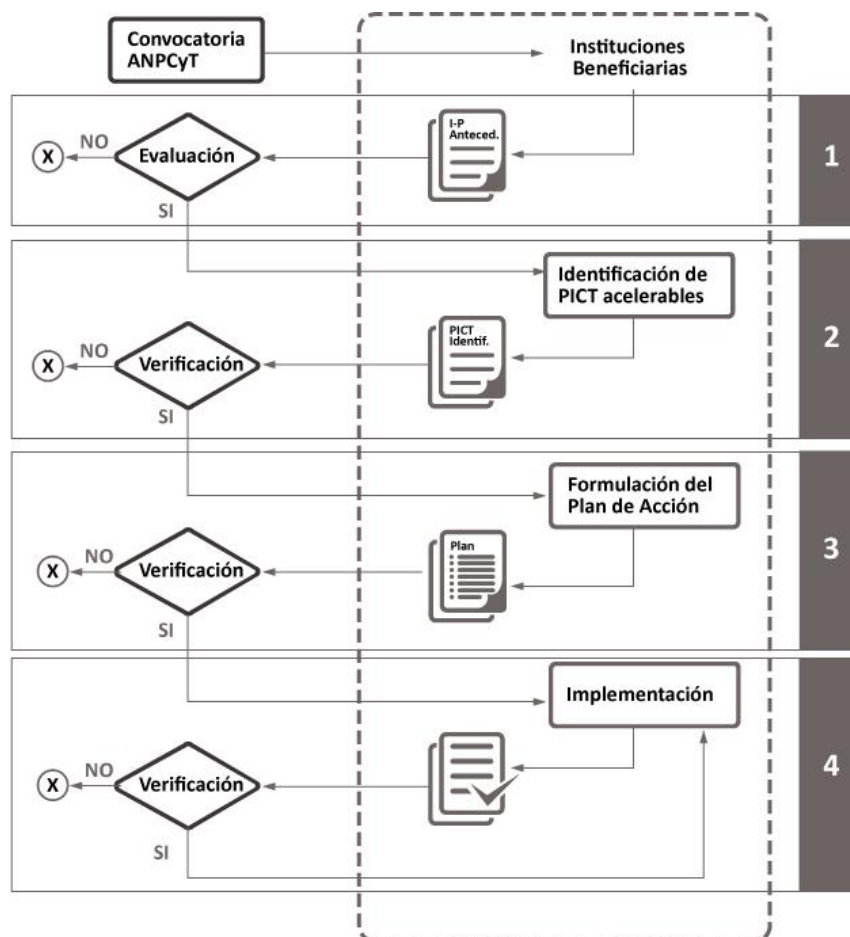 Convocatoria
ANPCyT
Instituciones
Beneficiarias
I-P
Anteced.
NO
X
Evaluación
1
SI
Identificación de
PICT acelerables
PICT
Identif.
NO
X
Verificación
2
SI
Formulación del
Plan de Acción
Plan
NO
X
Verificación
3
SI
Implementación
NO
X
Verificación
4
SI